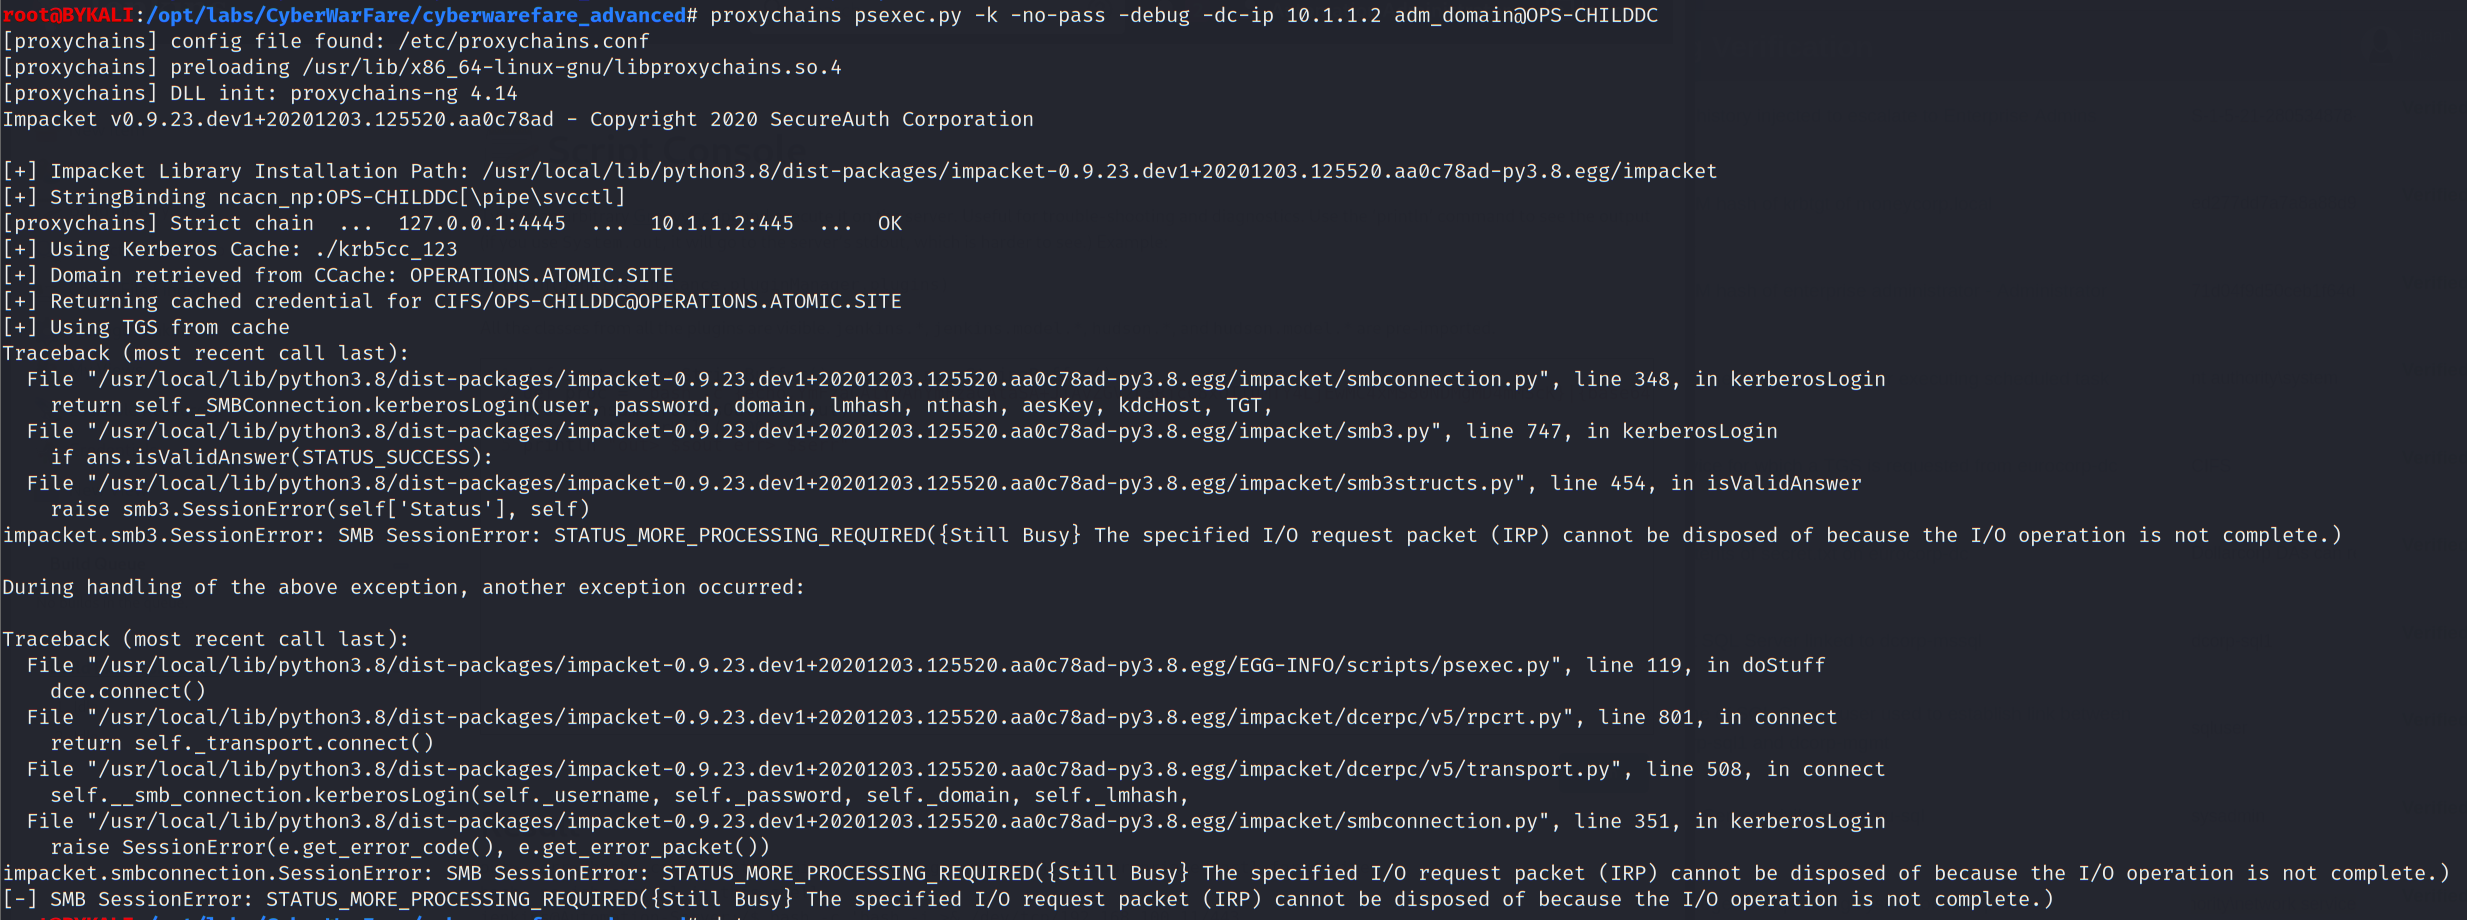 root@BYKALI:/opt/labs/CyberWarFare/cyberwarefare_advanced# proxychains psexec.py -k -no-pass -debug -dc-ip 10.1.1.2 adm_domain@OPS-CHILDDC
[proxychains] config file found: /etc/proxychains.conf
[proxychains] preloading /usr/lib/x86_64-linux-gnu/libproxychains.so.4
[proxychains] DLL init: proxychains-ng 4.14
Impacket v0.9.23.dev1+20201203.125520.aa0c78ad - Copyright 2020 SecureAuth Corporation
Script Console
[+] Impacket Library Installation Path: /usr/local/lib/python3.8/dist-packages/impacket-0.9.23.dev1+20201203.125520.aa0c78ad-py3.8.egg/impacket
[+] StringBinding ncacn_np:OPS-CHILDDC[\pipe\svcctl]
[proxychains] Strict chain  ...  127.0.0.1:4445  ...  10.1.1.2:445  ...  OK
[+] Using Kerberos Cache: ./krb5cc_123
[+] Domain retrieved from CCache: OPERATIONS.ATOMIC.SITE
[+] Returning cached credential for CIFS/OPS-CHILDDC@OPERATIONS.ATOMIC.SITE
[+] Using TGS from cache
Traceback (most recent call last):
  File "/usr/local/lib/python3.8/dist-packages/impacket-0.9.23.dev1+20201203.125520.aa0c78ad-py3.8.egg/impacket/smbconnection.py", line 348, in kerberosLogin
    return self._SMBConnection.kerberosLogin(user, password, domain, lmhash, nthash, aesKey, kdcHost, TGT,
  File "/usr/local/lib/python3.8/dist-packages/impacket-0.9.23.dev1+20201203.125520.aa0c78ad-py3.8.egg/impacket/smb3.py", line 747, in kerberosLogin
    if ans.isValidAnswer(STATUS_SUCCESS):
  File "/usr/local/lib/python3.8/dist-packages/impacket-0.9.23.dev1+20201203.125520.aa0c78ad-py3.8.egg/impacket/smb3structs.py", line 454, in isValidAnswer
    raise smb3.SessionError(self['Status'], self)
impacket.smb3.SessionError: SMB SessionError: STATUS_MORE_PROCESSING_REQUIRED({Still Busy} The specified I/O request packet (IRP) cannot be disposed of because the I/O operation is not complete.)
During handling of the above exception, another exception occurred:
Traceback (most recent call last):
  File "/usr/local/lib/python3.8/dist-packages/impacket-0.9.23.dev1+20201203.125520.aa0c78ad-py3.8.egg/EGG-INFO/scripts/psexec.py", line 119, in doStuff
    dce.connect()
  File "/usr/local/lib/python3.8/dist-packages/impacket-0.9.23.dev1+20201203.125520.aa0c78ad-py3.8.egg/impacket/dcerpc/v5/rpcrt.py", line 801, in connect
    return self._transport.connect()
  File "/usr/local/lib/python3.8/dist-packages/impacket-0.9.23.dev1+20201203.125520.aa0c78ad-py3.8.egg/impacket/dcerpc/v5/transport.py", line 508, in connect
    self.__smb_connection.kerberosLogin(self._username, self._password, self._domain, self._lmhash,
  File "/usr/local/lib/python3.8/dist-packages/impacket-0.9.23.dev1+20201203.125520.aa0c78ad-py3.8.egg/impacket/smbconnection.py", line 351, in kerberosLogin
    raise SessionError(e.get_error_code(), e.get_error_packet())
impacket.smbconnection.SessionError: SMB SessionError: STATUS_MORE_PROCESSING_REQUIRED({Still Busy} The specified I/O request packet (IRP) cannot be disposed of because the I/O operation is not complete.)
[-] SMB SessionError: STATUS_MORE_PROCESSING_REQUIRED({Still Busy} The specified I/O request packet (IRP) cannot be disposed of because the I/O operation is not complete.)